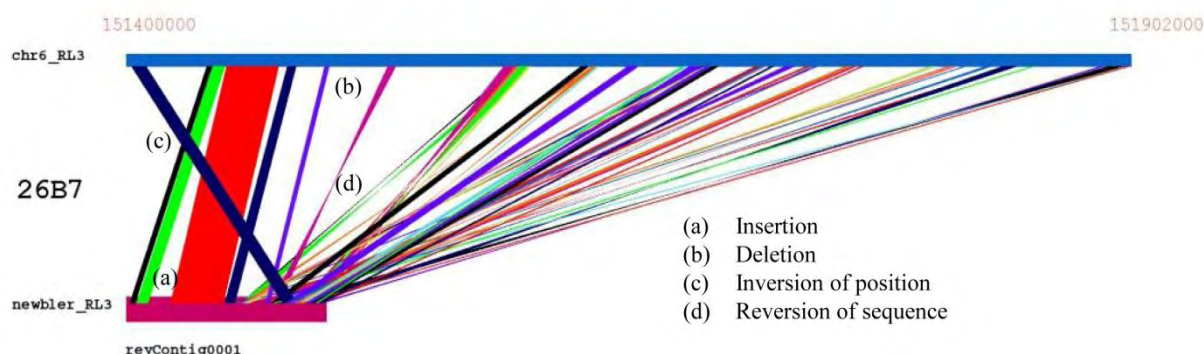 151400000
151902000
chr6_RL3
(b)
(c)
(d)
26B7
(a) Insertion
(b) Deletion
(c) Inversion of position
(d) Reversion of sequence
(a)
newbler_RL3
revContig0001